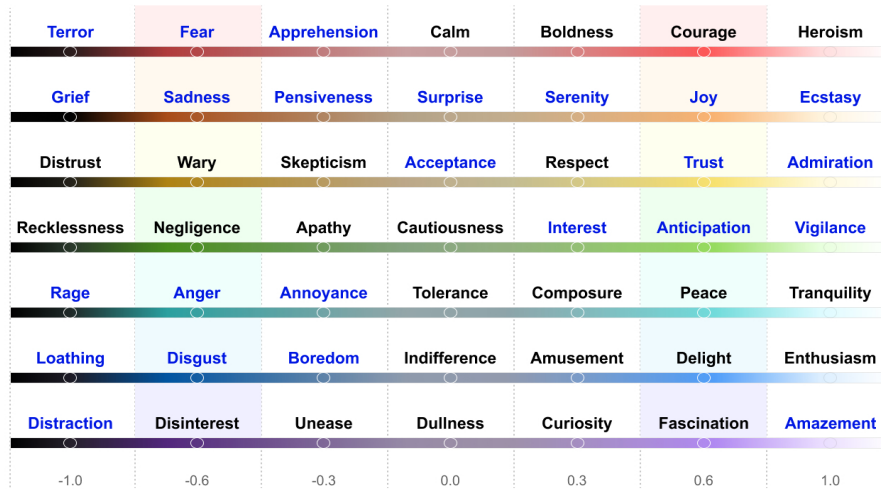 Terror Fear Apprehension Calm Boldness Courage Heroism
Grief Sadness Pensiveness Surprise Serenity Joy Ecstasy
Distrust Wary Skepticism Acceptance Respect Trust Admiration
Recklessness Negligence Apathy Cautiousness Interest Anticipation Vigilance
Rage Anger Annoyance Tolerance Composure Peace Tranquility
Loathing Disgust Boredom Indifference Amusement Delight Enthusiasm
Distraction Disinterest Unease Dullness Curiosity Fascination Amazement
-1.0 -0.6 -0.3 0.0 0.3 0.6 1.0